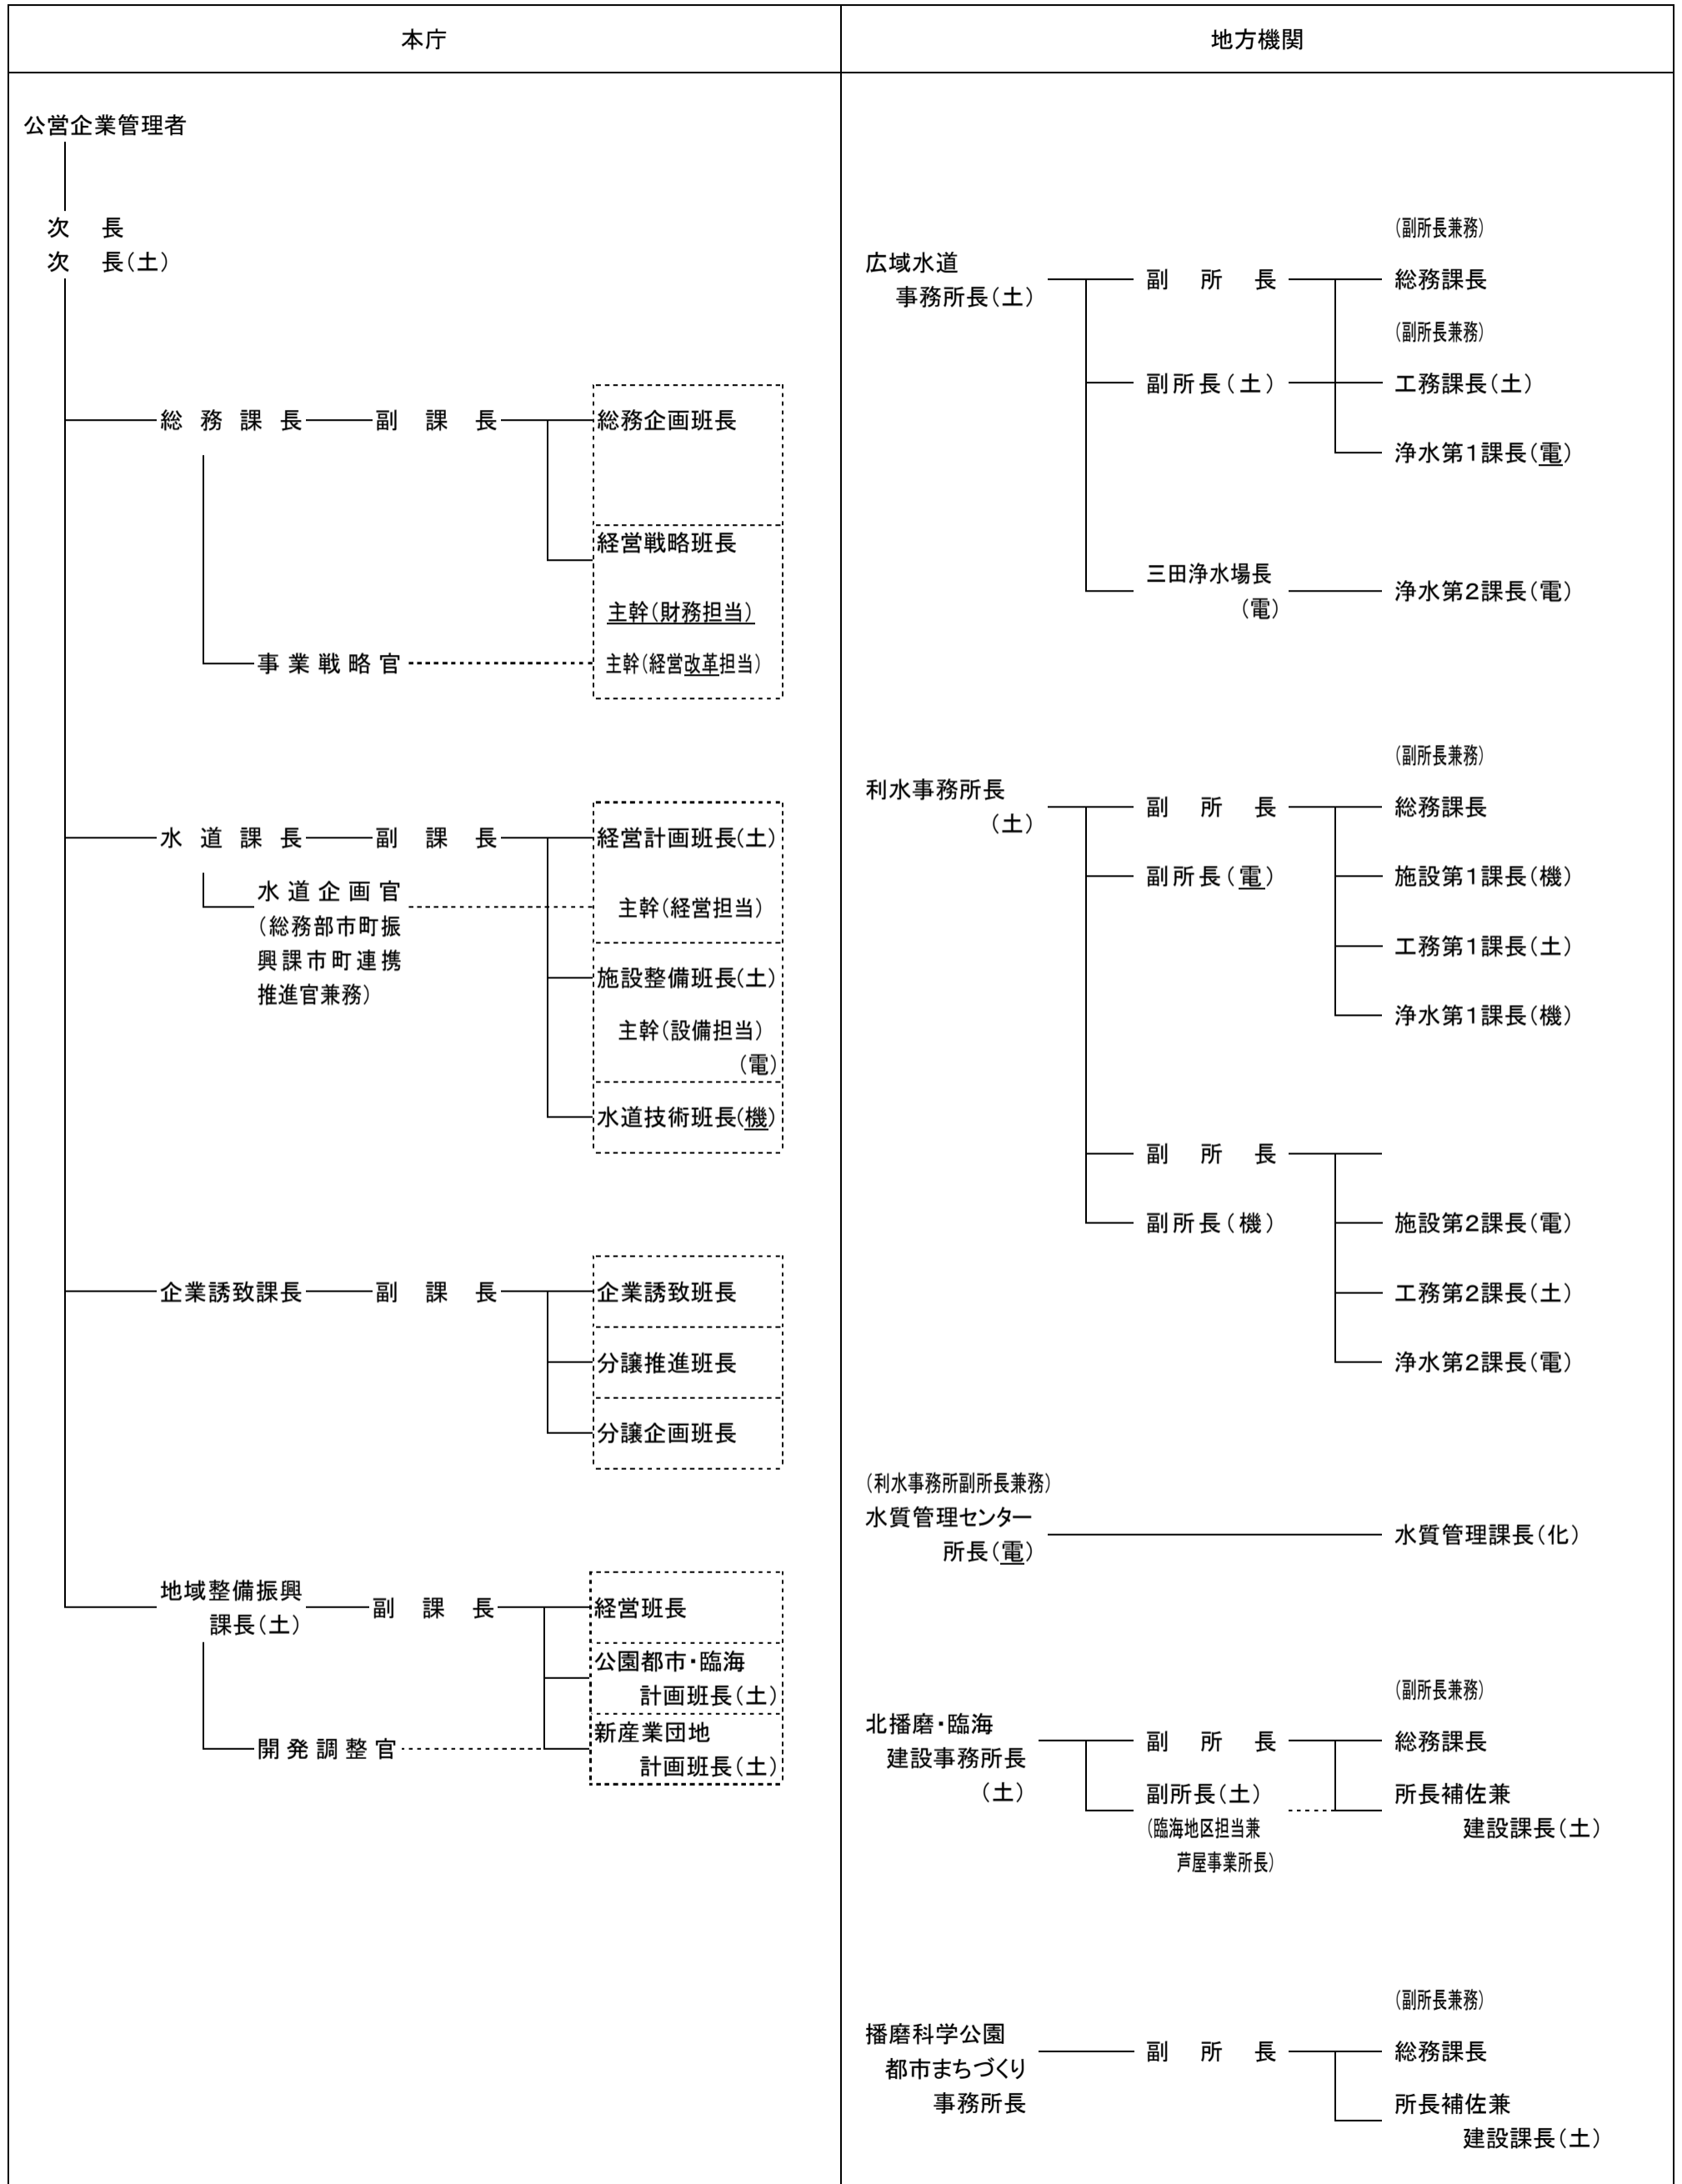 本庁
公営企業管理者
次　長
次　長(土)
総務課長
副課長
総務企画班長
経営戦略班長
主幹(財務担当)
事業戦略官
主幹(経営改革担当)
水道課長
副課長
経営計画班長(土)
水道企画官
(総務部市町振
興課市町連携
推進官兼務)
主幹(経営担当)
施設整備班長(土)
主幹(設備担当)
(電)
水道技術班長(機)
企業誘致課長
副課長
企業誘致班長
分譲推進班長
分譲企画班長
地域整備振興
課長(土)
副課長
経営班長
公園都市・臨海
計画班長(土)
開発調整官
新産業団地
計画班長(土)
地方機関
広域水道
事務所長(土)
副所長
(副所長兼務)
総務課長
副所長(土)
(副所長兼務)
工務課長(土)
浄水第1課長(電)
三田浄水場長
(電)
浄水第2課長(電)
利水事務所長
(土)
副所長
(副所長兼務)
総務課長
副所長(電)
施設第1課長(機)
工務第1課長(土)
浄水第1課長(機)
副所長
副所長(機)
施設第2課長(電)
工務第2課長(土)
浄水第2課長(電)
(利水事務所副所長兼務)
水質管理センター
所長(電)
水質管理課長(化)
北播磨・臨海
建設事務所長
(土)
副所長
(副所長兼務)
総務課長
副所長(土)
(臨海地区担当兼
芦屋事業所長)
所長補佐兼
建設課長(土)
播磨科学公園
都市まちづくり
事務所長
副所長
(副所長兼務)
総務課長
所長補佐兼
建設課長(土)